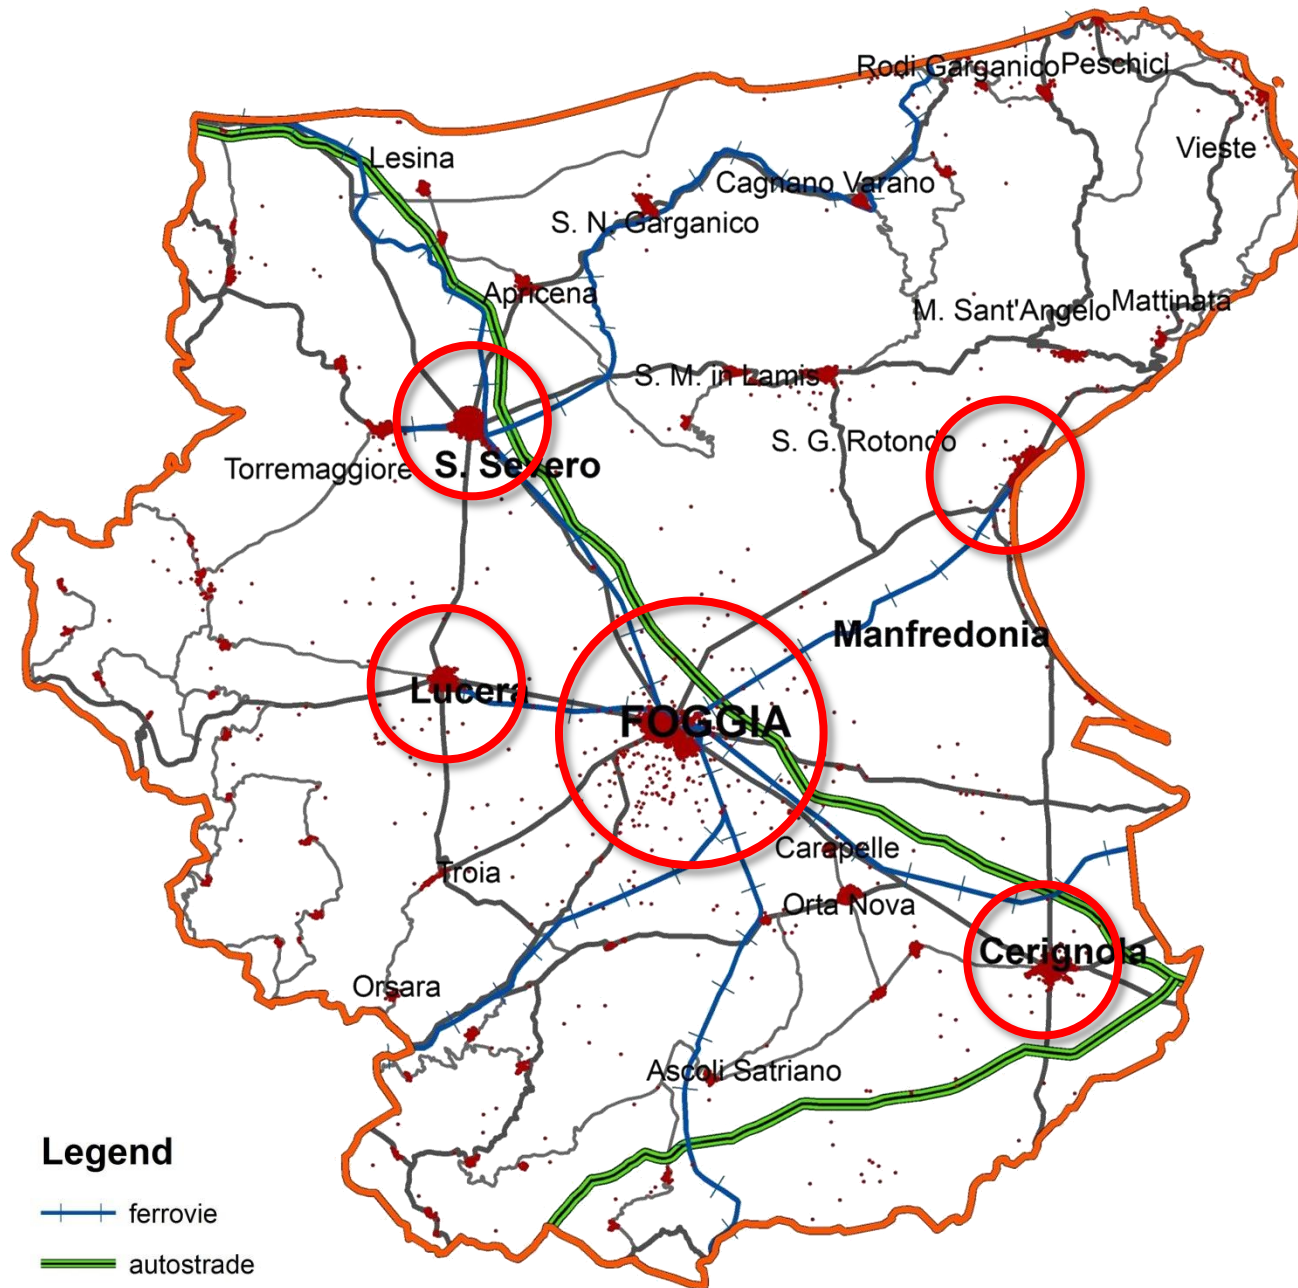 Rodi Garganico
Peschici
Vieste
Lesina
Cagnano Varano
S. N. Garganico
Apricena
M. Sant'Angelo
Mattinata
S. M. in Lamis
S. G. Rotondo
Torremaggiore
S. Severo
Manfredonia
Lucera
FOGGIA
Carapelle
Troia
Orta Nova
Cerignola
Orsara
Ascoli Satriano
Legend
ferrovie
autostrade